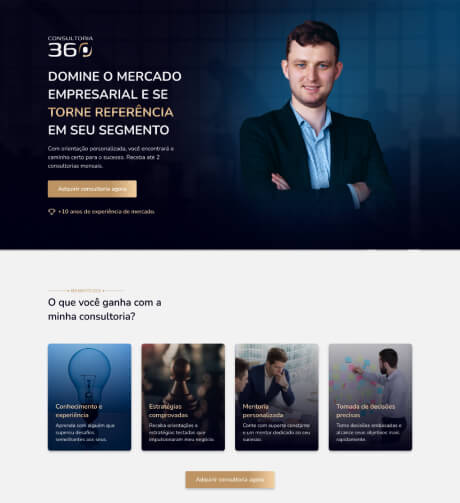 CONSULTORIA
360
DOMINE O MERCADO
EMPRESARIAL E SE
TORNE REFERÊNCIA
EM SEU SEGMENTO
Com orientação personalizada, você encontrará o
caminho certo para o sucesso. Receba até 2
consultorias mensais.
Adquirir consultoria agora
+10 anos de experiência de mercado.
BENEFÍCIOS
O que você ganha com a
minha consultoria?
Conhecimento e
experiência
Aprenda com alguém que
superou desafios
semelhantes aos seus.
Estratégias
comprovadas
Receba orientações e
estratégias testadas que
impulsionaram meu negócio.
Mentoria
personalizada
Conte com suporte constante
e um mentor dedicado ao seu
sucesso.
Tomada de decisões
precisas
Tome decisões embasadas e
alcance seus objetivos mais
rapidamente.
Adquirir consultoria agora